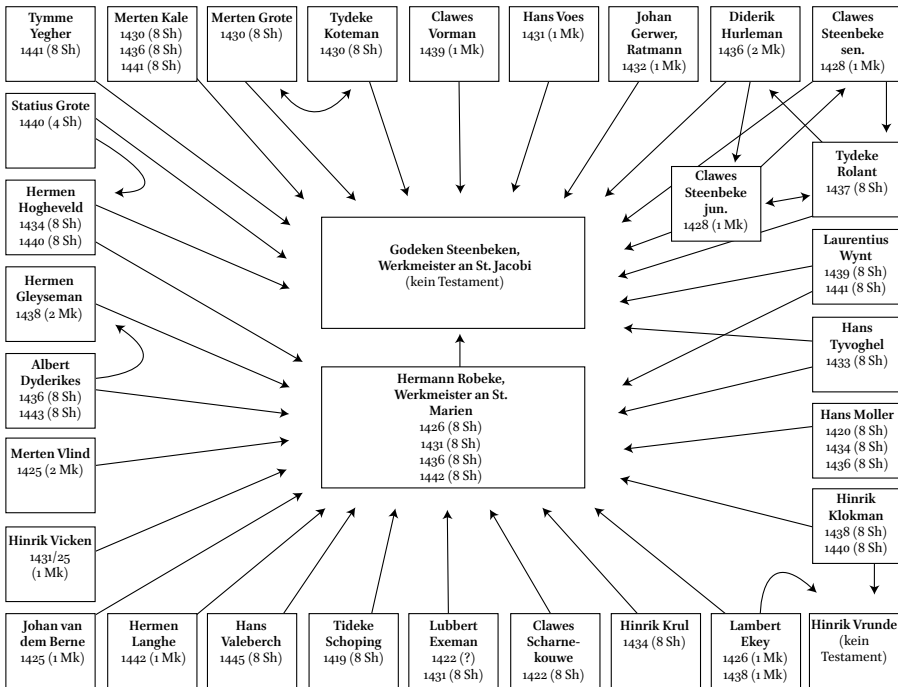 Tymme
Yegher
1441 (8 Sh)
Merten Kale
1430 (8 Sh)
1436 (8 Sh)
1441 (8 Sh)
Merten Grote
1430 (8 Sh)
Tydeke
Koteman
1430 (8 Sh)
Clawes
Vorman
1439 (1 Mk)
Hans Voes
1431 (1 Mk)
Johan
Gerwer,
Ratmann
1432 (1 Mk)
Diderik
Hurleman
1436 (2 Mk)
Clawes
Steenbeke
sen.
1428 (1 Mk)
Statius Grote
1440 (4 Sh)
Tydeke
Rolant
1437 (8 Sh)
Clawes
Steenbeke
jun.
1428 (1 Mk)
Hermen
Hogheveld
1434 (8 Sh)
1440 (8 Sh)
Godeken Steenbeken,
Werkmeister an St. Jacobi
(kein Testament)
Laurentius
Wynt
1439 (8 Sh)
1441 (8 Sh)
Hermen
Gleyseman
1438 (2 Mk)
Hans
Tyvoghel
1433 (8 Sh)
Albert
Dyderikes
1436 (8 Sh)
1443 (8 Sh)
Hermann Robeke,
Werkmeister an St.
Marien
1426 (8 Sh)
1431 (8 Sh)
1436 (8 Sh)
1442 (8 Sh)
Hans Moller
1420 (8 Sh)
1434 (8 Sh)
1436 (8 Sh)
Merten Vlind
1425 (2 Mk)
Hinrik
Klokman
1438 (8 Sh)
1440 (8 Sh)
Hinrik Vicken
1431/25
(1 Mk)
Johan van
dem Berne
1425 (1 Mk)
Hermen
Langhe
1442 (1 Mk)
Hans
Valeberch
1445 (8 Sh)
Tideke
Schoping
1419 (8 Sh)
Lubbert
Exeman
1422 (?)
1431 (8 Sh)
Clawes
Scharne-
kouwe
1422 (8 Sh)
Hinrik Krul
1434 (8 Sh)
Lambert
Ekey
1426 (1 Mk)
1438 (1 Mk)
Hinrik Vrunde
(kein
Testament)